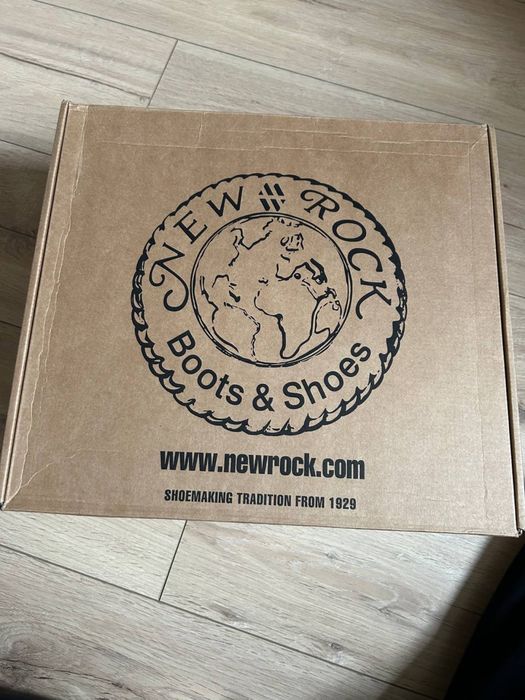 NEW ROCK
Boots & Shoes
www.newrock.com
SHOEMAKING TRADITION FROM 1929